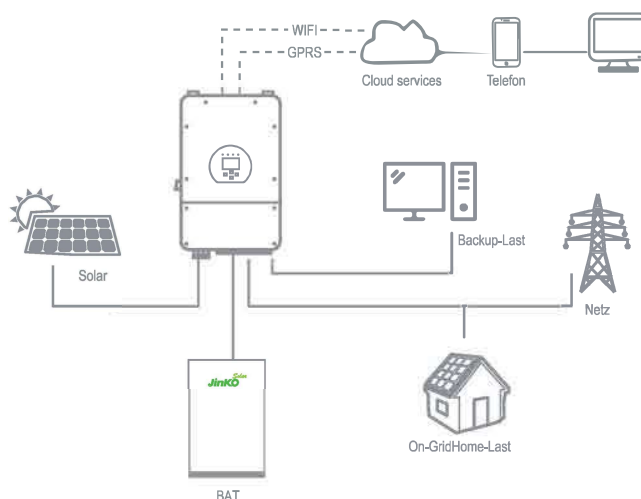 WIFI
GPRS
Cloud services
Telefon
Backup-Last
Solar
Netz
JinKO Solar
On-GridHome-Last
BAT